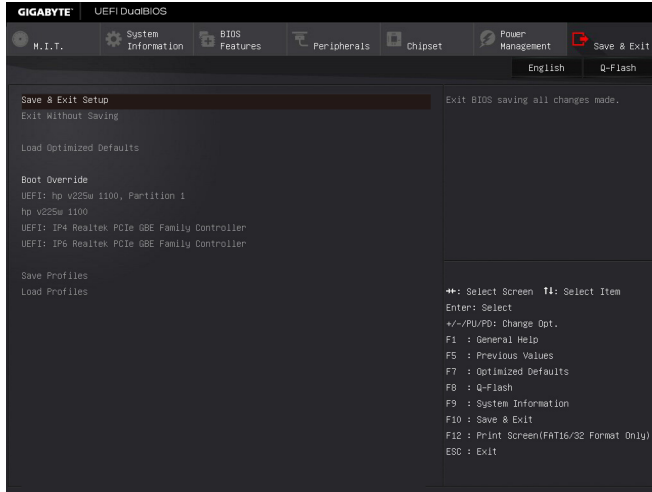 GIGABYTE™ UEFI DualBIOS
M.I.T.
System Information
BIOS Features
Peripherals
Chipset
Power Management
Save & Exit
English Q-Flash
Save & Exit Setup
Exit Without Saving
Load Optimized Defaults
Boot Override
UEFI: hp v225w 1100, Partition 1
hp v225w 1100
UEFI: IP4 Realtek PCIe GBE Family Controller
UEFI: IP6 Realtek PCIe GBE Family Controller
Save Profiles
Load Profiles
Exit BIOS saving all changes made.
→←: Select Screen ↑↓: Select Item
Enter: Select
+/-/PU/PD: Change Opt.
F1 : General Help
F5 : Previous Values
F7 : Optimized Defaults
F8 : Q-Flash
F9 : System Information
F10 : Save & Exit
F12 : Print Screen(FAT16/32 Format Only)
ESC : Exit